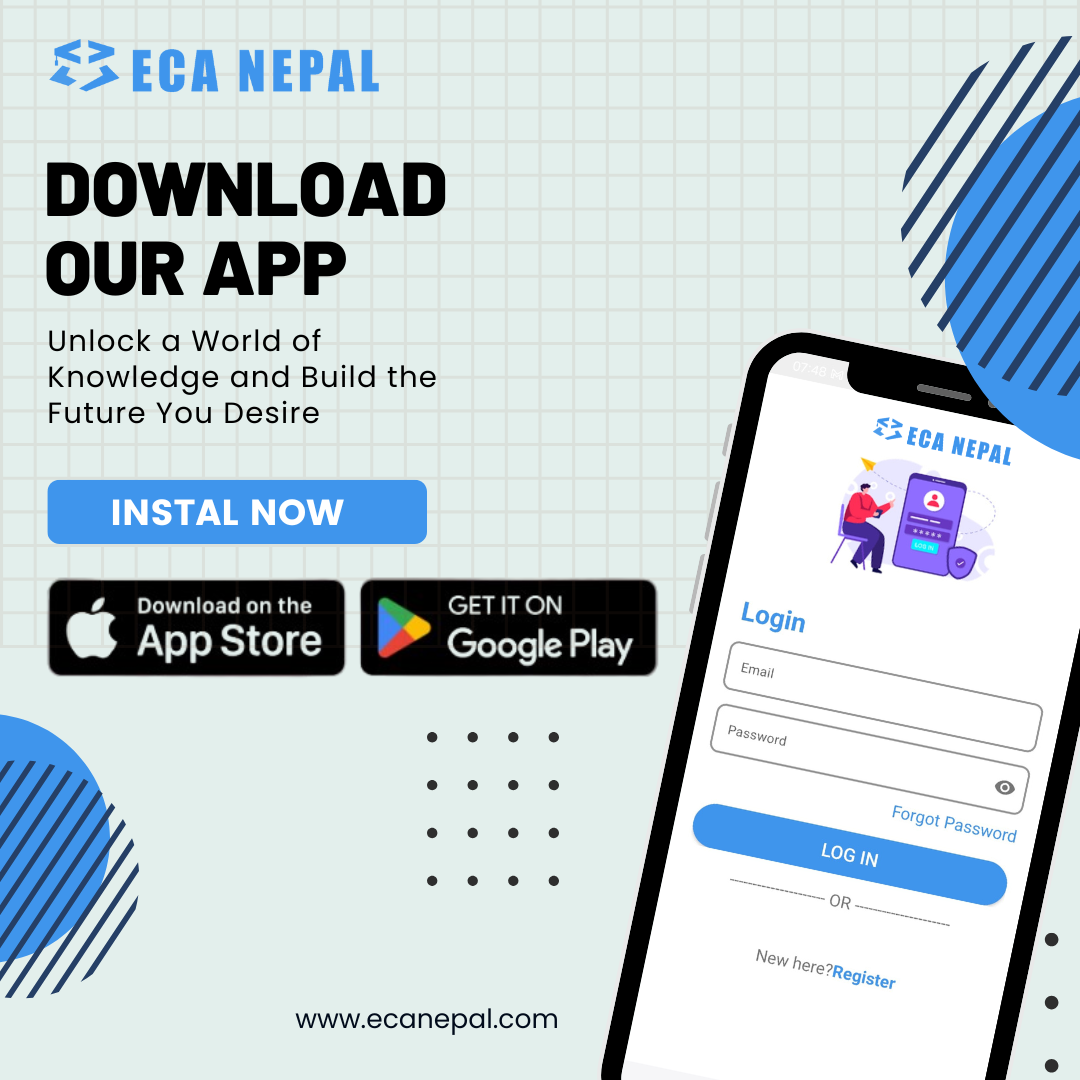 ECA NEPAL
DOWNLOAD
OUR APP
Unlock a World of
Knowledge and Build the
Future You Desire
INSTAL NOW
Download on the
App Store
GET IT ON
Google Play
www.ecanepal.com
07:48
ECA NEPAL
*****
LOG IN
Login
Email
Password
Forgot Password
LOG IN
OR
New here?Register